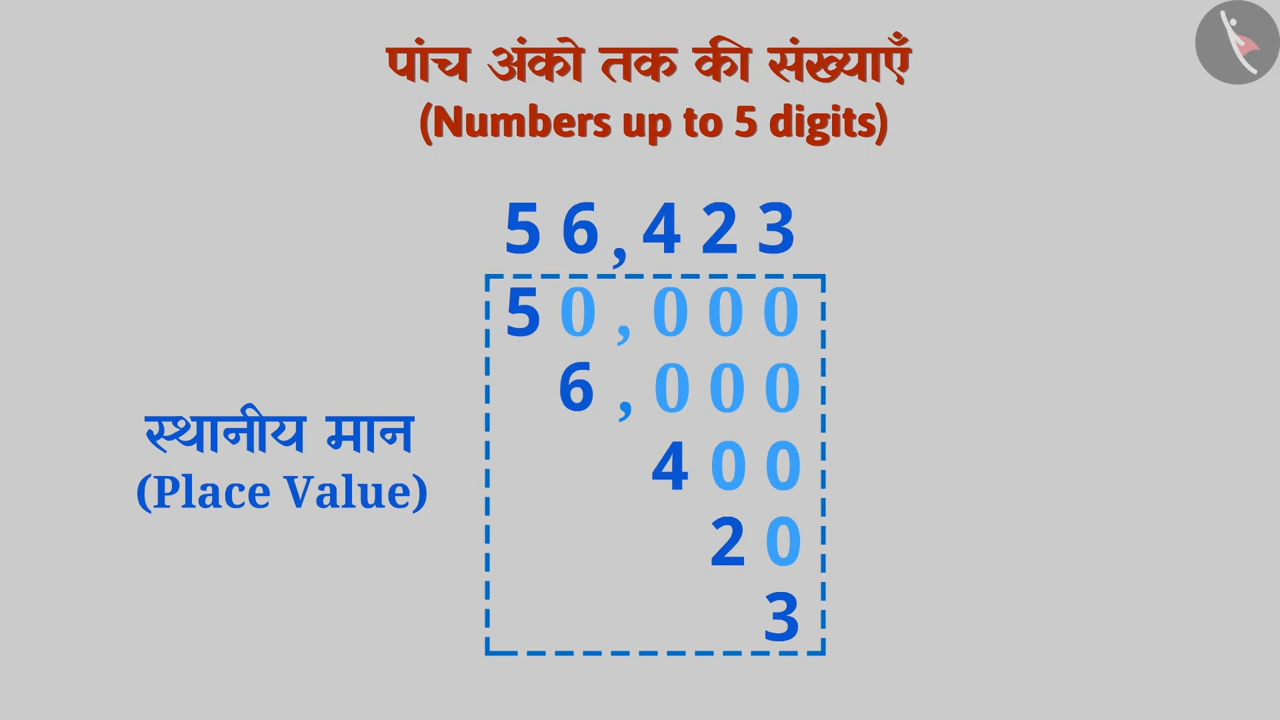 पांच अंको तक की संख्याएँ
(Numbers up to 5 digits)
56,423
50,000
6,000
400
20
3
स्थानीय मान
(Place Value)